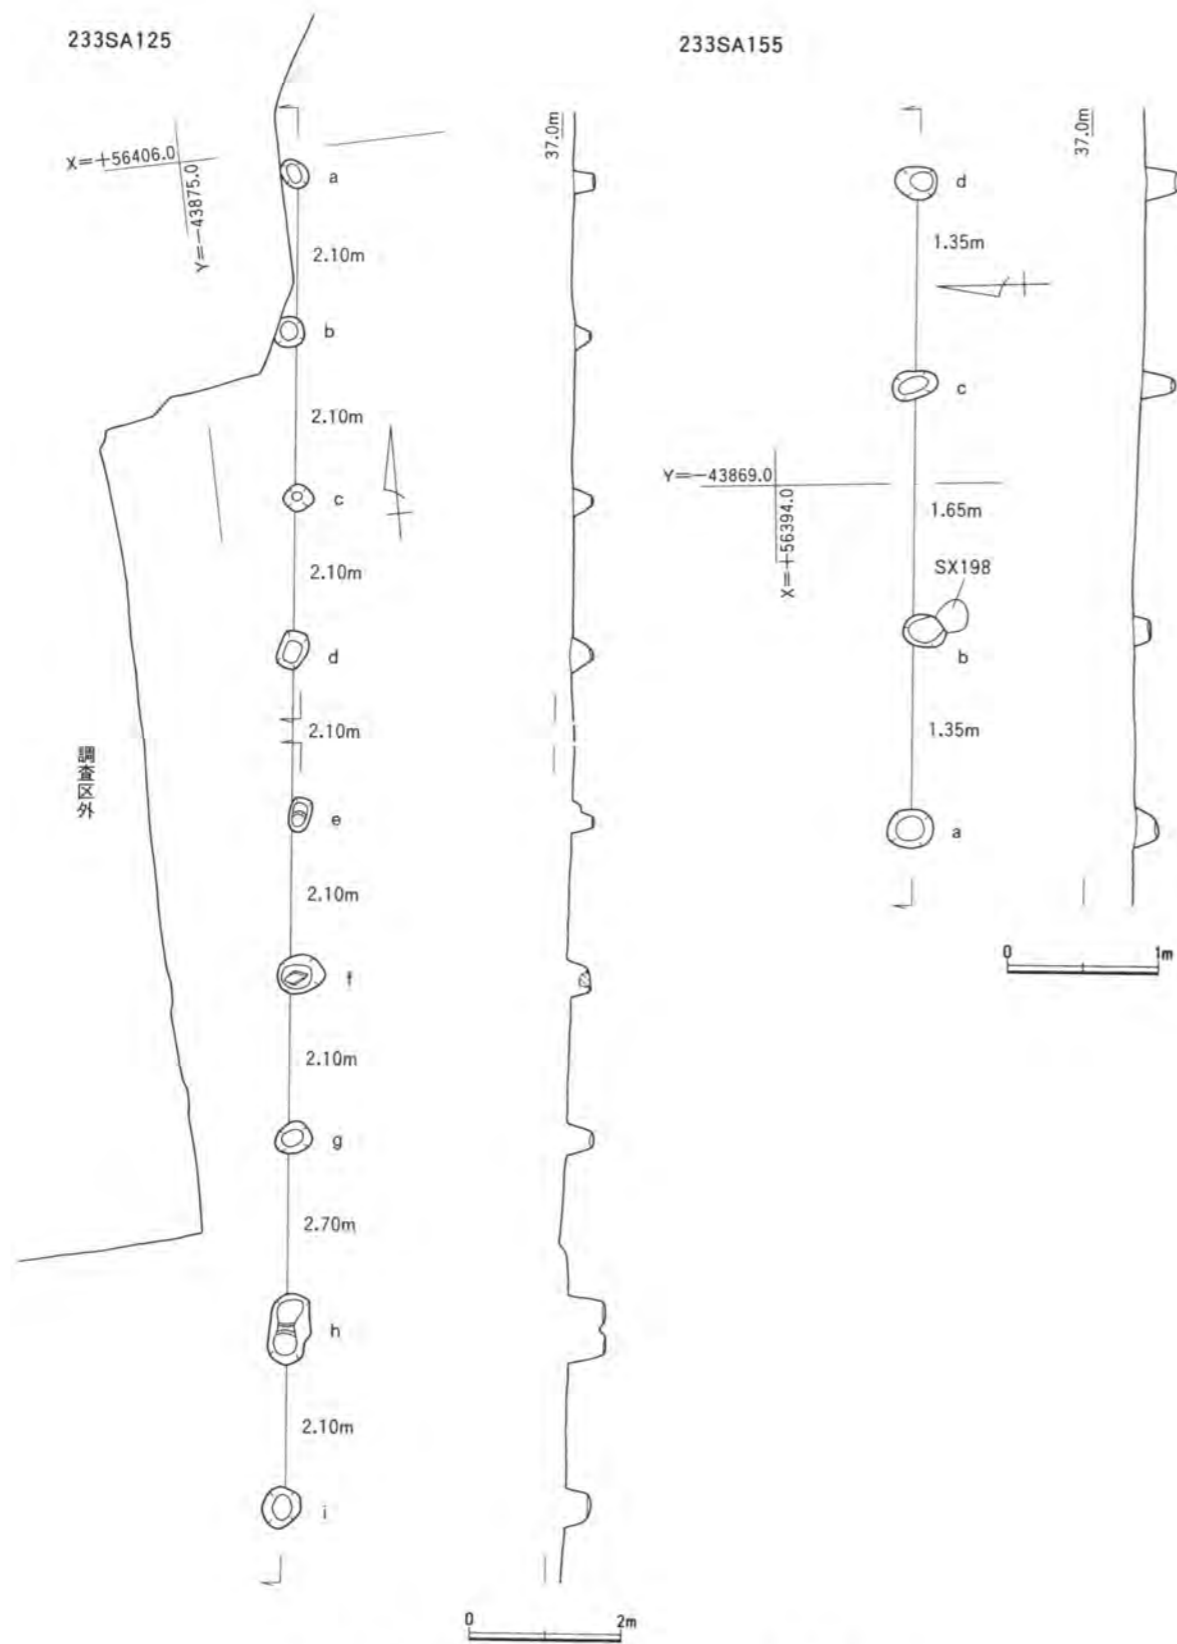 233SA125
X=+56406.0
Y=-43875.0
37.0m
a
2.10m
b
2.10m
c
2.10m
d
2.10m
e
2.10m
f
2.10m
g
2.70m
h
2.10m
i
調査区外
0 2m
233SA155
37.0m
d
1.35m
c
Y=-43869.0
X=+56394.0
1.65m
SX198
b
1.35m
a
0 1m